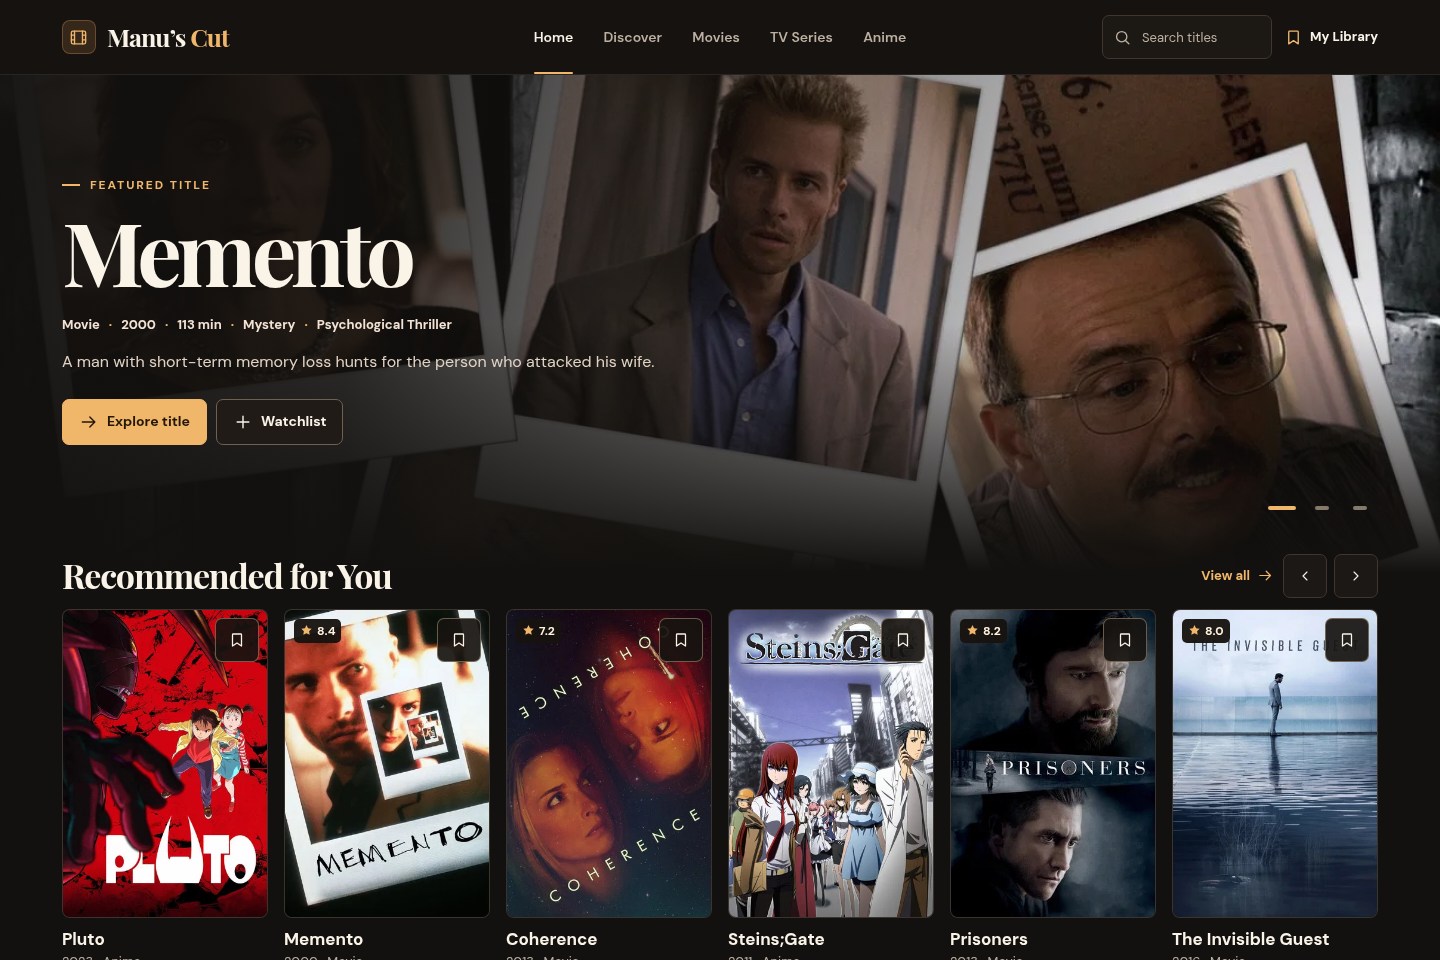 Manu's Cut
Home
Discover
Movies
TV Series
Anime
Search titles
My Library
FEATURED TITLE
Memento
Movie · 2000 · 113 min · Mystery · Psychological Thriller
A man with short-term memory loss hunts for the person who attacked his wife.
Explore title
Watchlist
Recommended for You
View all
8.4
7.2
8.2
8.0
PLUTO
MEMENTO
COHERENCE
COHERENCE
Steins;Gate
PRISONERS
THE INVISIBLE
Pluto
Memento
Coherence
Steins;Gate
Prisoners
The Invisible Guest